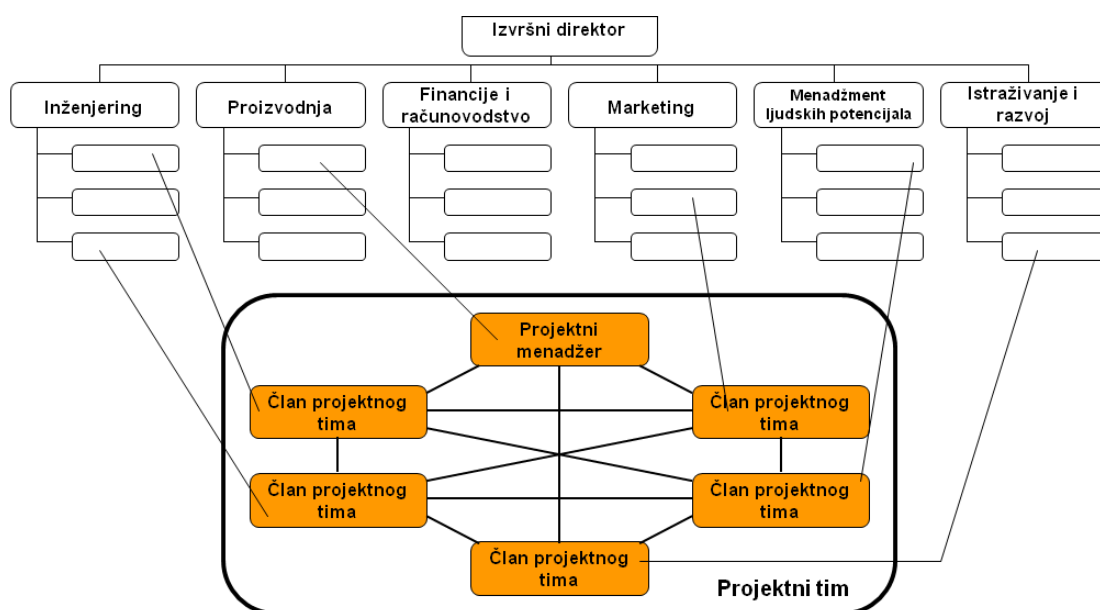 Izvršni direktor
Inženjering
Proizvodnja
Financije i
računovodstvo
Marketing
Menadžment
ljudskih potencijala
Istraživanje i
razvoj
Projektni
menadžer
Član projektnog
tima
Član projektnog
tima
Član projektnog
tima
Član projektnog
tima
Član projektnog
tima
Projektni tim